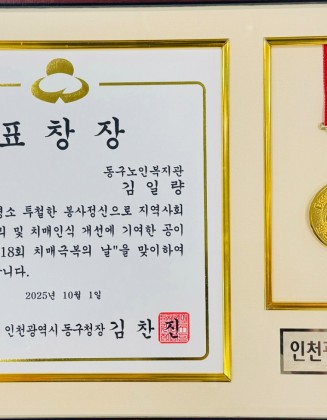 표 창 장
동구노인복지관
김 일 량
소 투철한 봉사정신으로 지역사회
및 치매인식 개선에 기여한 공이
18회 치매극복의 날"을 맞이하여
니다.
2025년 10월 1일
인천광역시 동구청장 김 찬 진
인천